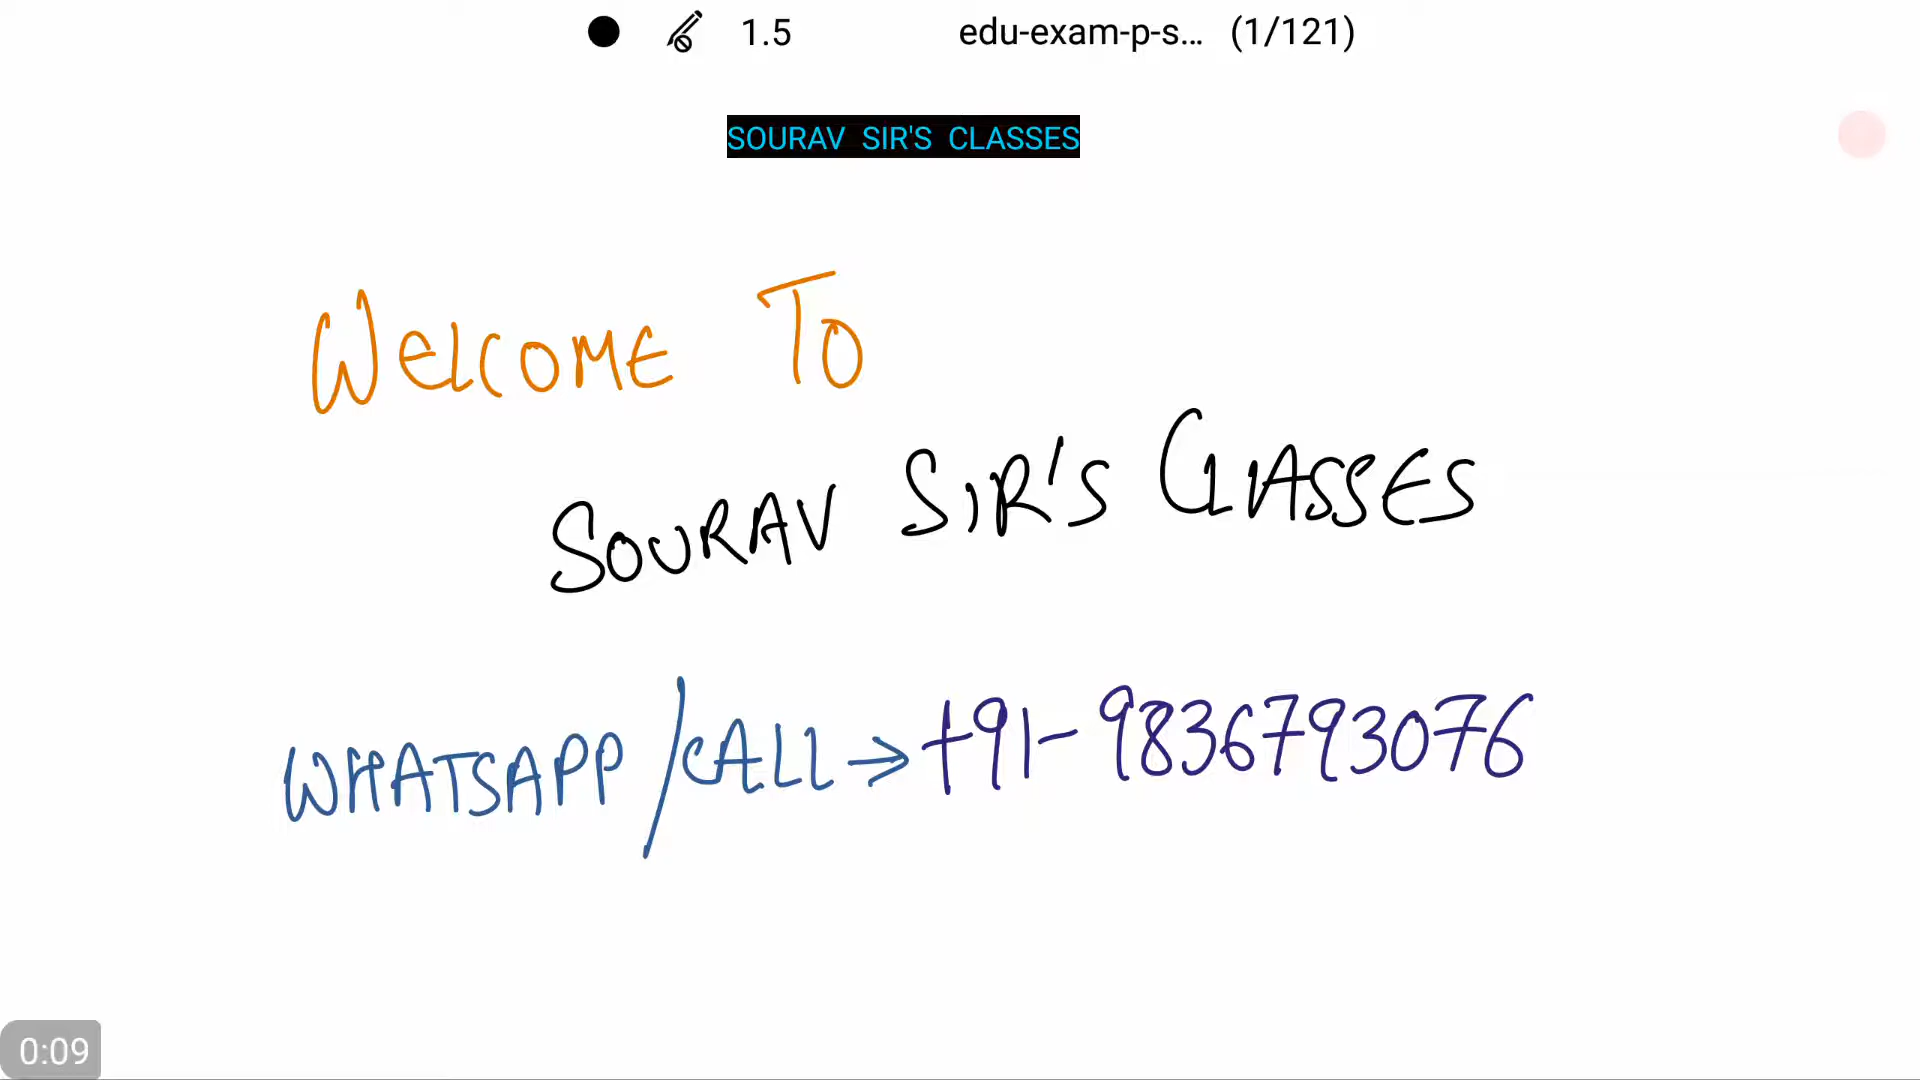 1.5 edu-exam-p-s... (1/121)
SOURAV SIR'S CLASSES
WELCOME TO
SOURAV SIR'S CLASSES
WHATSAPP/CALL → +91-9836793076
0:09